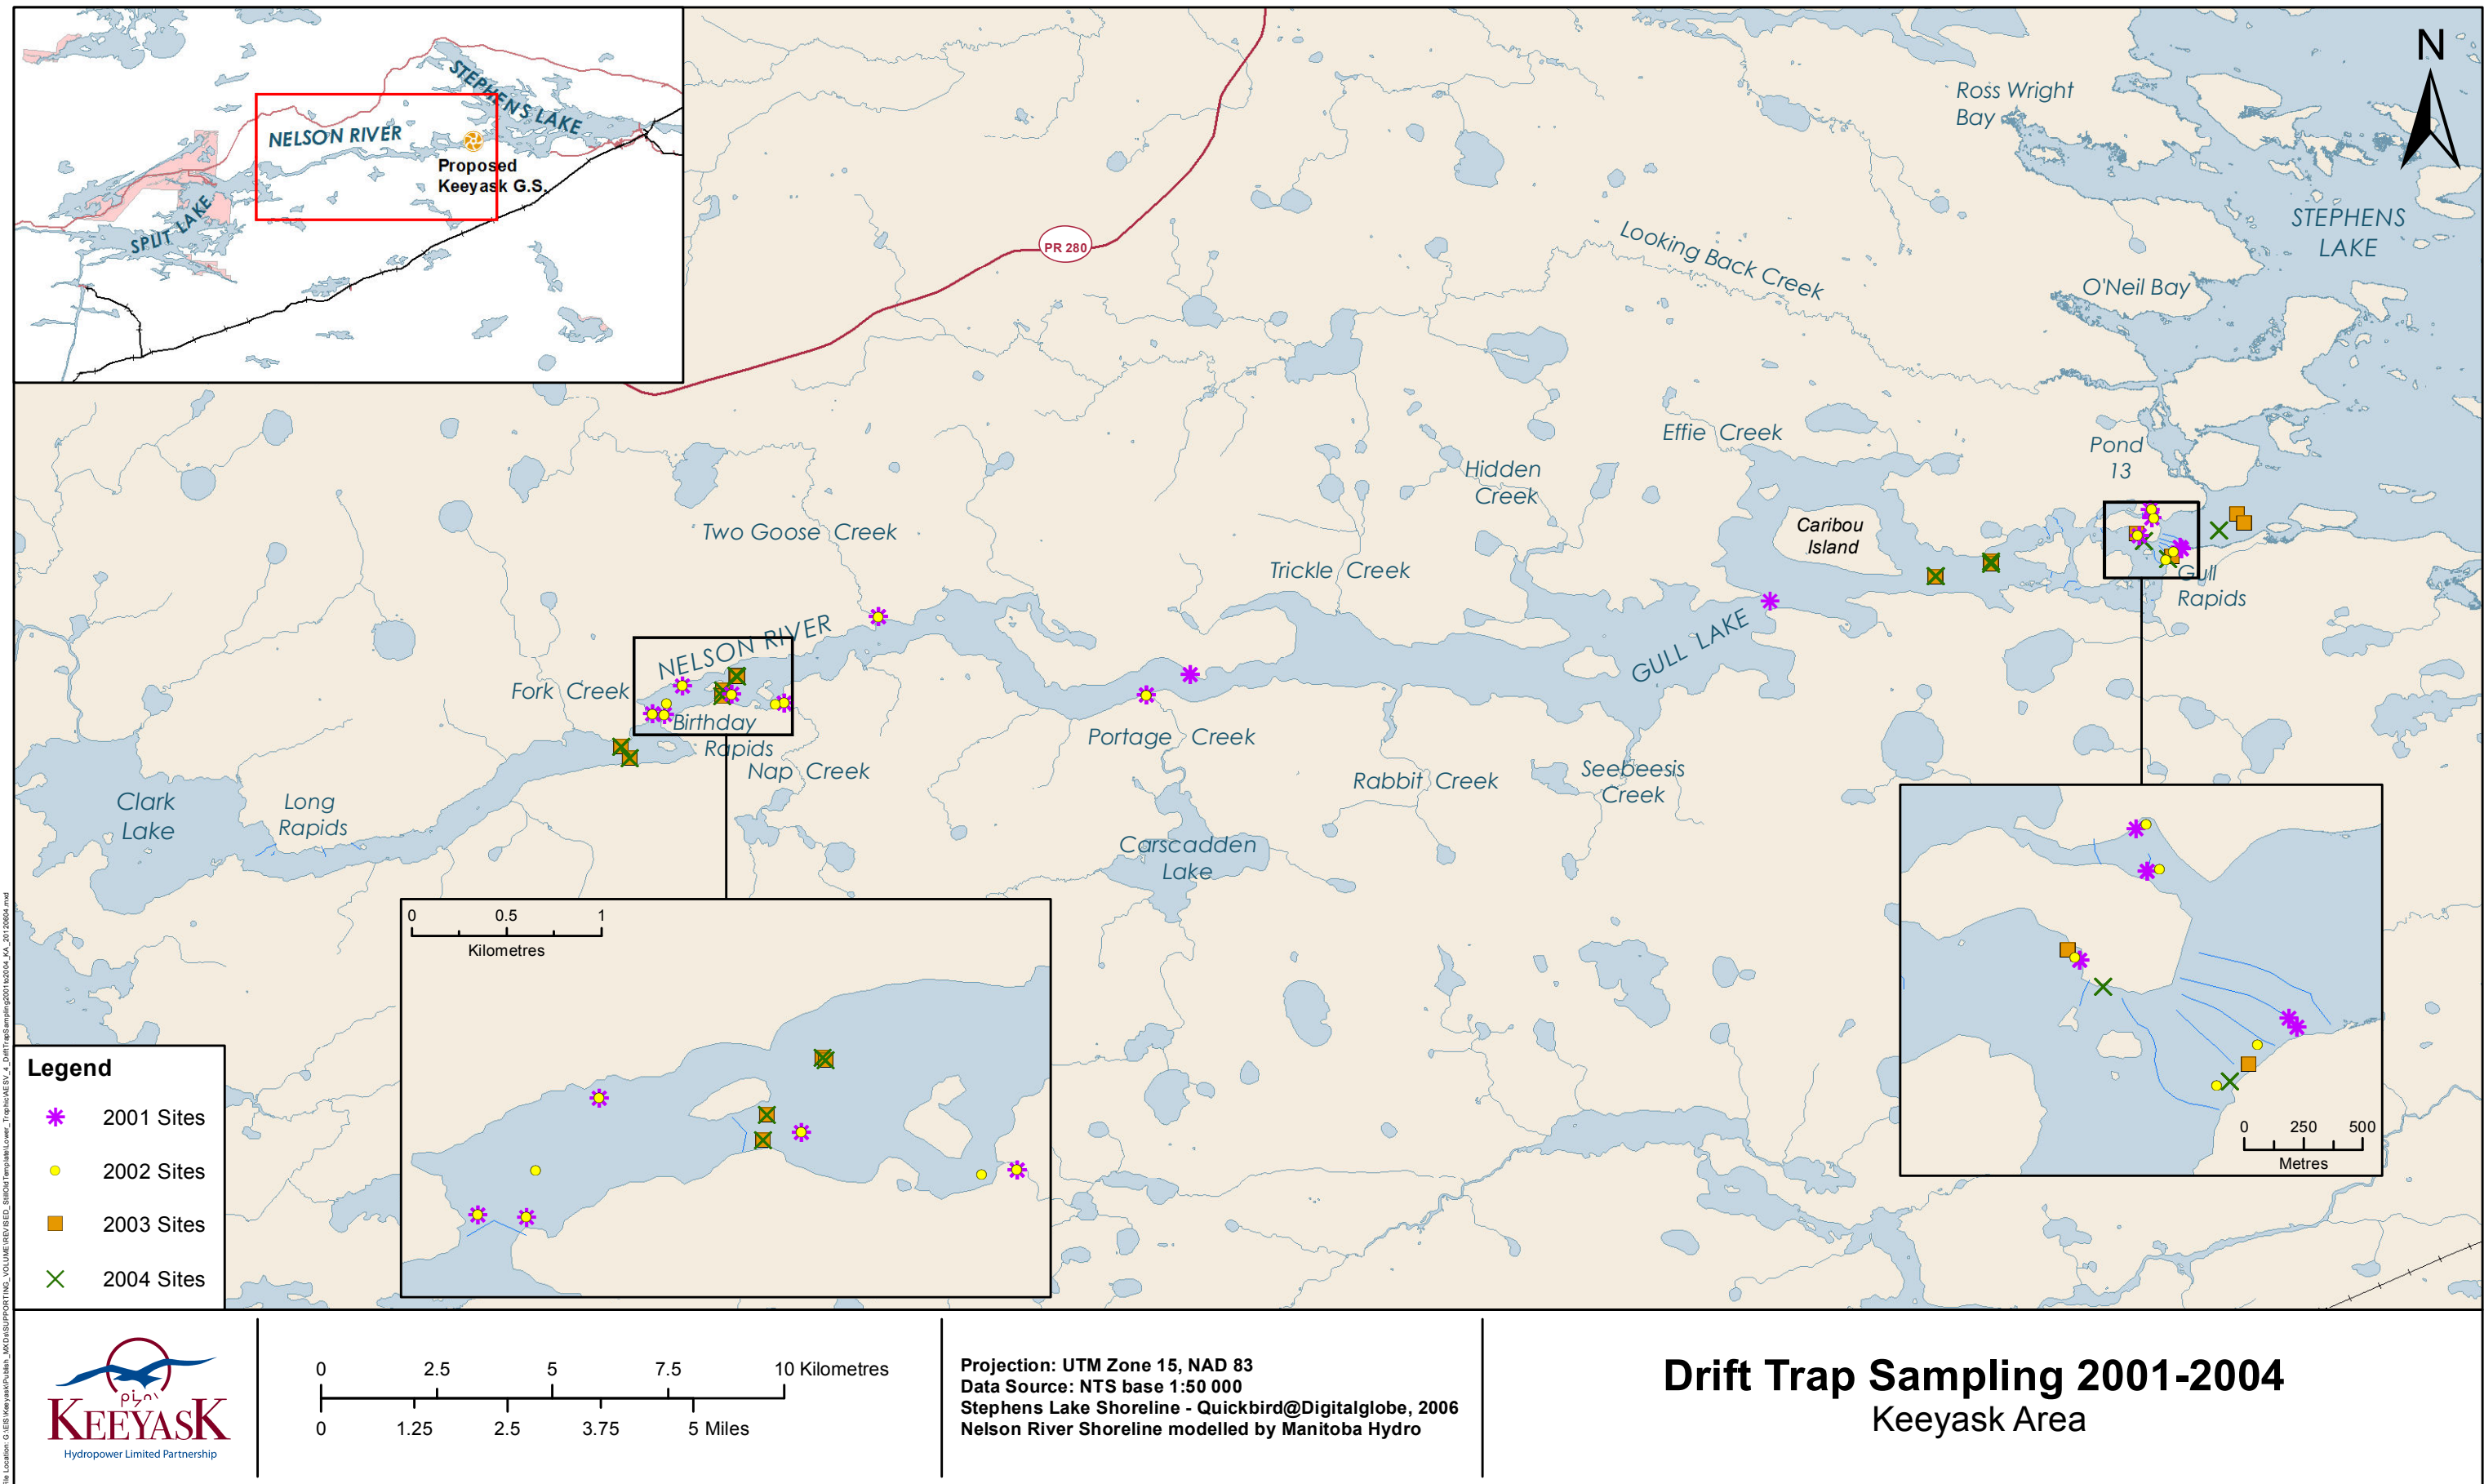 STEPHENS LAKE
NELSON RIVER
Proposed
Keeyask G.S.
SPLIT LAKE
N
PR 280
Ross Wright
Bay
STEPHENS
LAKE
Looking Back Creek
O'Neil Bay
Effie Creek
Pond
13
Hidden
Creek
Caribou
Island
Two Goose Creek
Trickle Creek
Gull
Rapids
NELSON RIVER
GULL LAKE
Fork Creek
Birthday
Rapids
Portage Creek
Nap Creek
Rabbit Creek
Seebeesis
Creek
Clark
Lake
Long
Rapids
Carscadden
Lake
0 0.5 1
Kilometres
0 250 500
Metres
Legend
2001 Sites
2002 Sites
2003 Sites
2004 Sites
KEEYASK
Hydropower Limited Partnership
0 2.5 5 7.5 10 Kilometres
0 1.25 2.5 3.75 5 Miles
Projection: UTM Zone 15, NAD 83
Data Source: NTS base 1:50 000
Stephens Lake Shoreline - Quickbird@Digitalglobe, 2006
Nelson River Shoreline modelled by Manitoba Hydro
Drift Trap Sampling 2001-2004
Keeyask Area